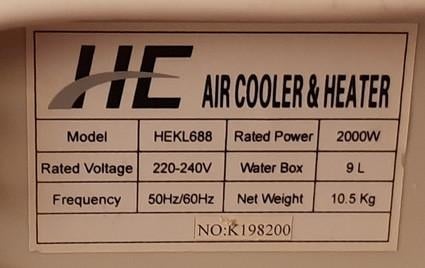 HE AIR COOLER & HEATER
Model HEKL688 Rated Power 2000W
Rated Voltage 220-240V Water Box 9 L
Frequency 50Hz/60Hz Net Weight 10.5 Kg
NO:K198200